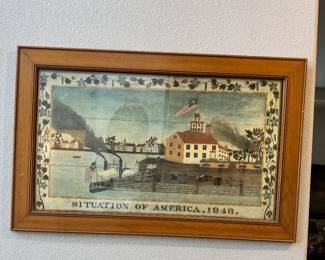 SITUATION OF AMERICA, 1848.